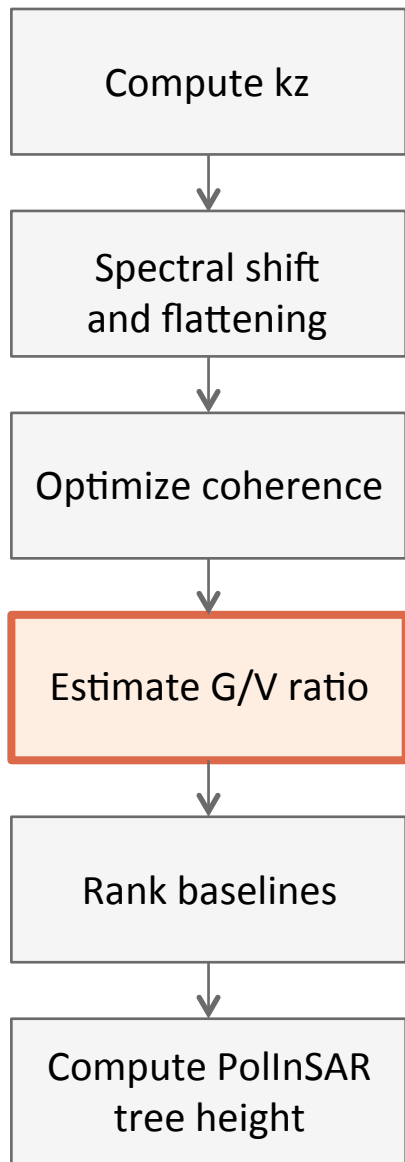 Compute kz
Spectral shift
and flattening
Optimize coherence
Estimate G/V ratio
Rank baselines
Compute PolInSAR
tree height